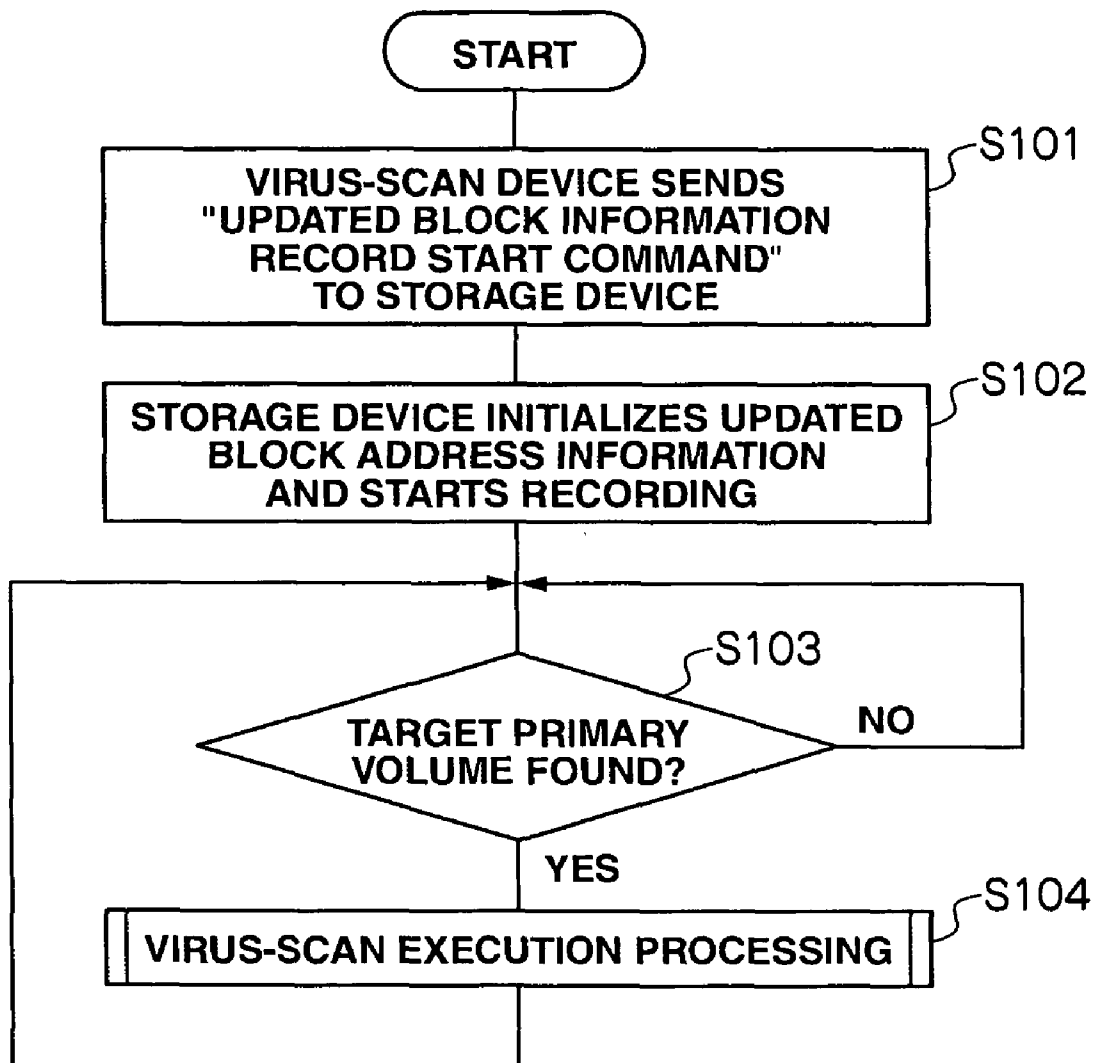 START
S101
VIRUS-SCAN DEVICE SENDS
"UPDATED BLOCK INFORMATION
RECORD START COMMAND"
TO STORAGE DEVICE
S102
STORAGE DEVICE INITIALIZES UPDATED
BLOCK ADDRESS INFORMATION
AND STARTS RECORDING
S103
TARGET PRIMARY
VOLUME FOUND?
NO
YES
S104
VIRUS-SCAN EXECUTION PROCESSING